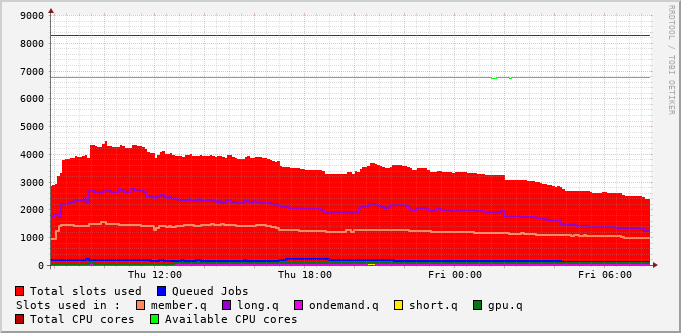 9000
8000
7000
6000
5000
4000
3000
2000
1000
0
Thu 12:00 Thu 18:00 Fri 00:00 Fri 06:00
RRDTOOL / TOBI OETIKER
Total slots used Queued Jobs
Slots used in : member.q long.q ondemand.q short.q gpu.q
Total CPU cores Available CPU cores